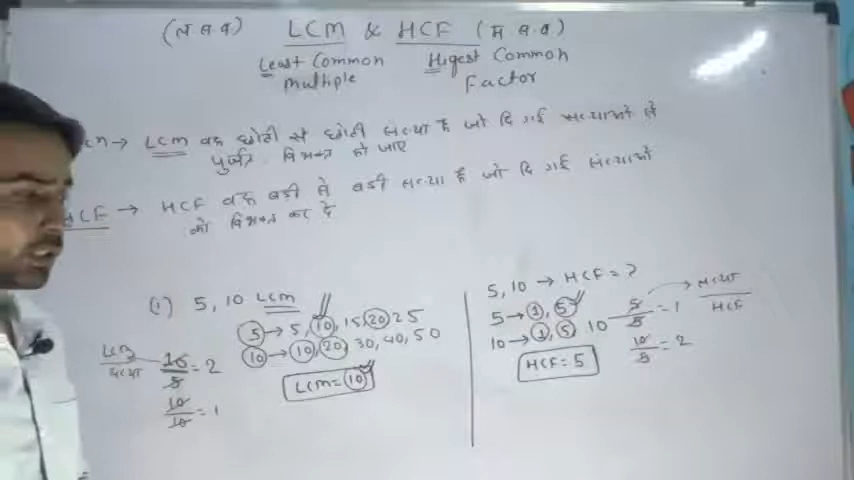 (ल.स.व.) LCM & HCF (म.स.व.)
Least Common Multiple
Higest Common Factor
LCM वह छोटी से छोटी संख्या है जो दि गई संख्याओं से
पुर्णतः विभक्त हो जाए
HCF → HCF वह बडी से बडी संख्या है जो दि गई संख्याओं
को विभक्त कर दे
(1) 5, 10 LCM
5 → 5, 10, 15, 20 25
10 → 10, 20, 30, 40, 50
LCM = 10
LCM/संख्या
10/5 = 2
10/10 = 1
5, 10 → HCF = ?
5 → 1, 5
10 → 1, 5, 10
HCF = 5
5/5 = 1 → संख्या/HCF
10/5 = 2